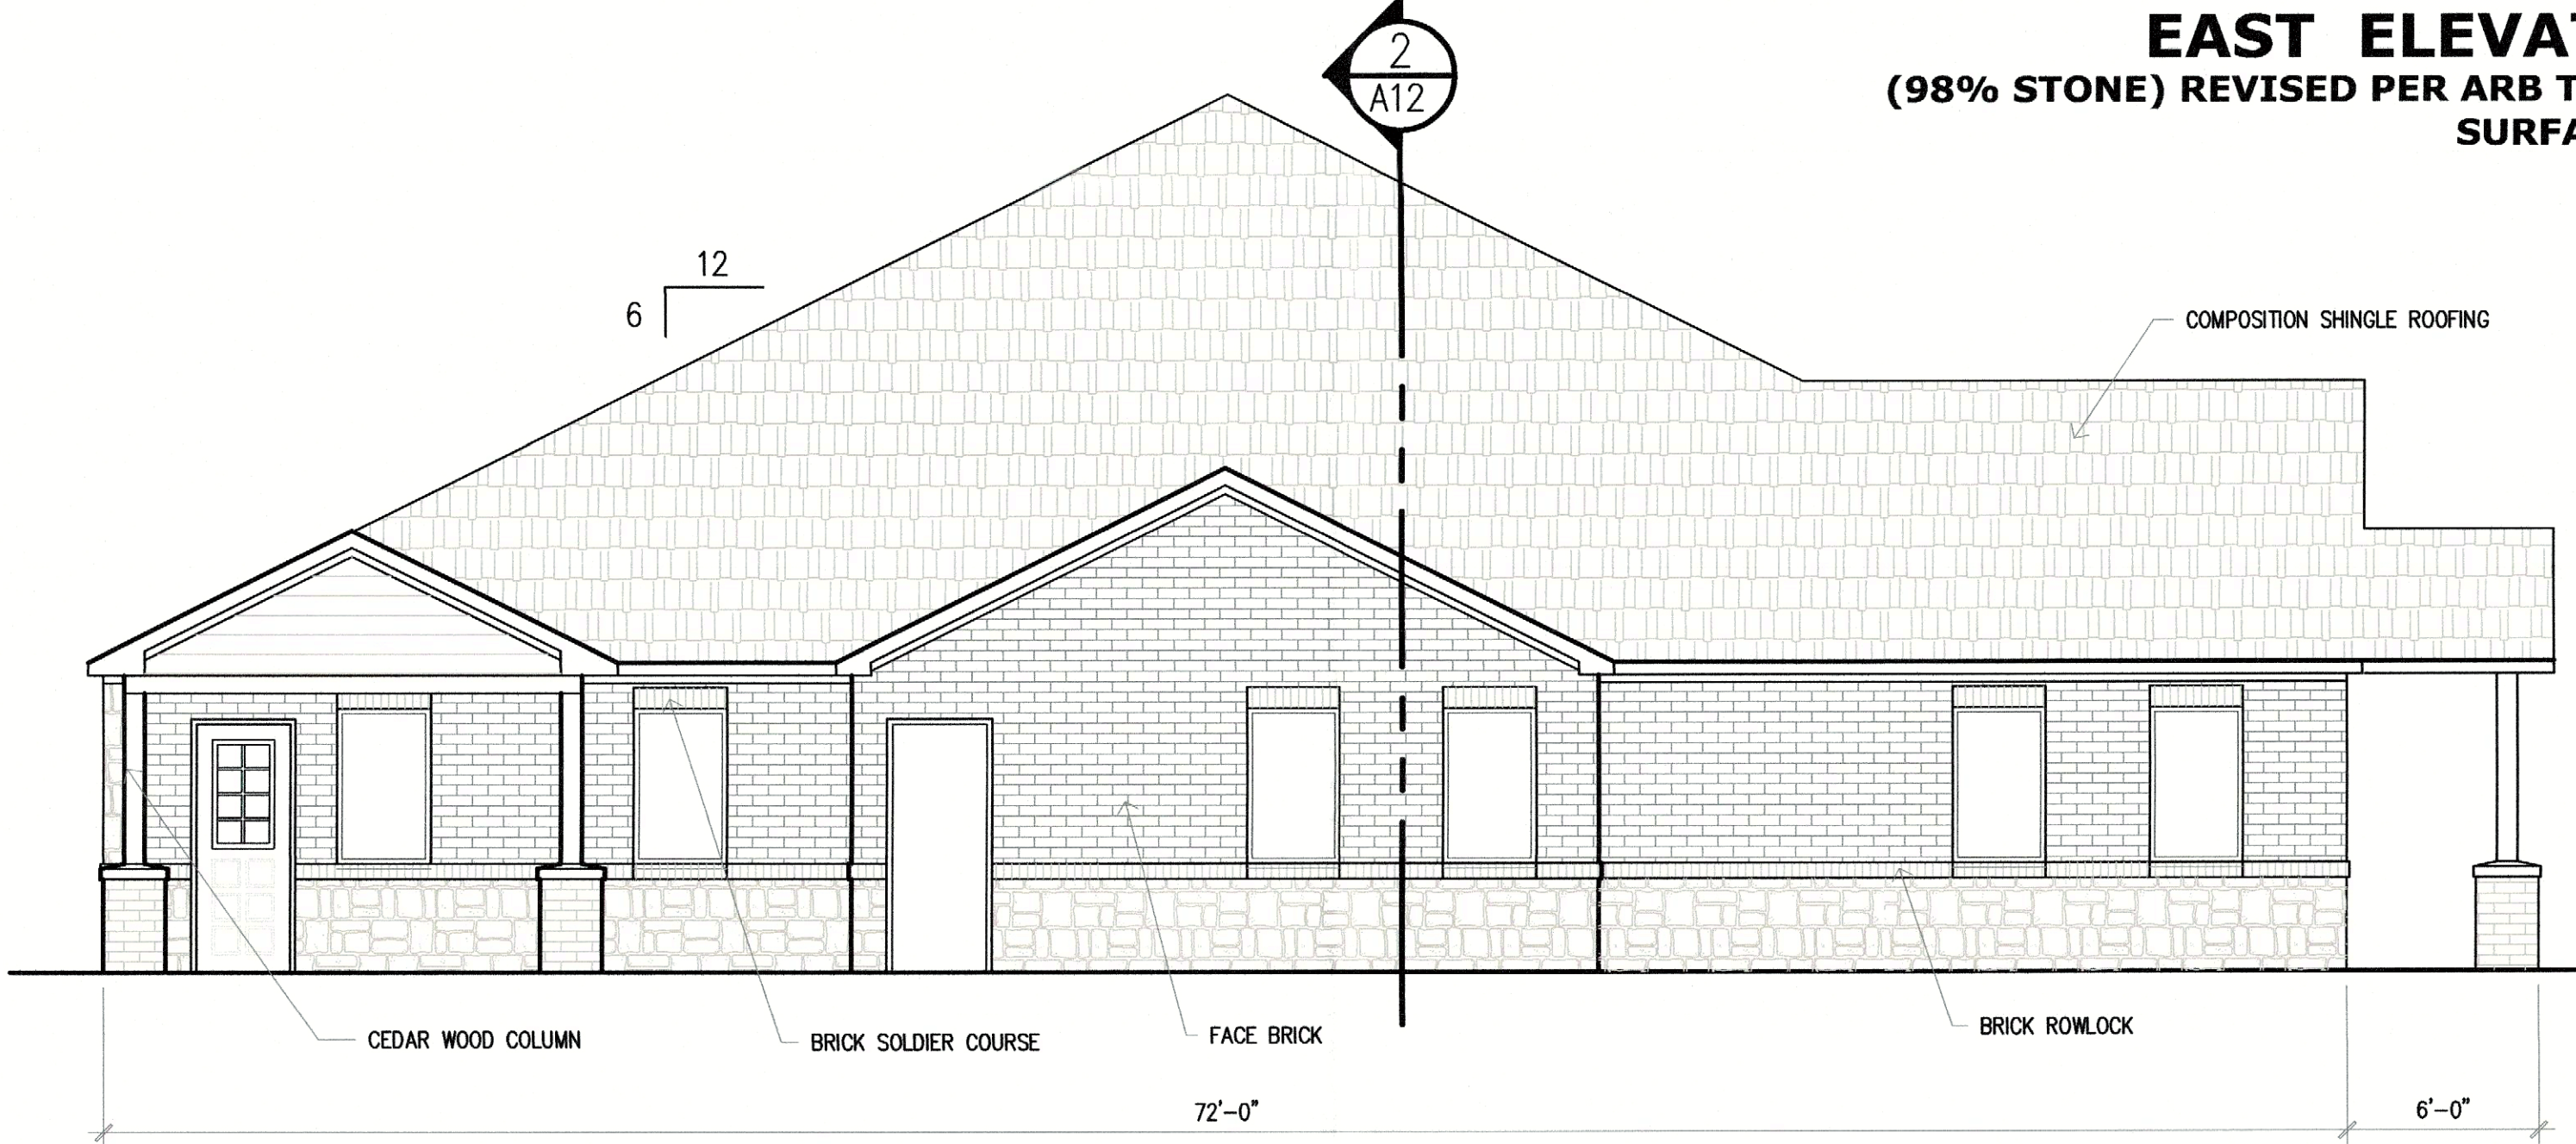 EAST ELEVA
(98% STONE) REVISED PER ARB T
SURFA
2
A12
12
6
COMPOSITION SHINGLE ROOFING
CEDAR WOOD COLUMN
BRICK SOLDIER COURSE
FACE BRICK
BRICK ROWLOCK
72'-0"
6'-0"